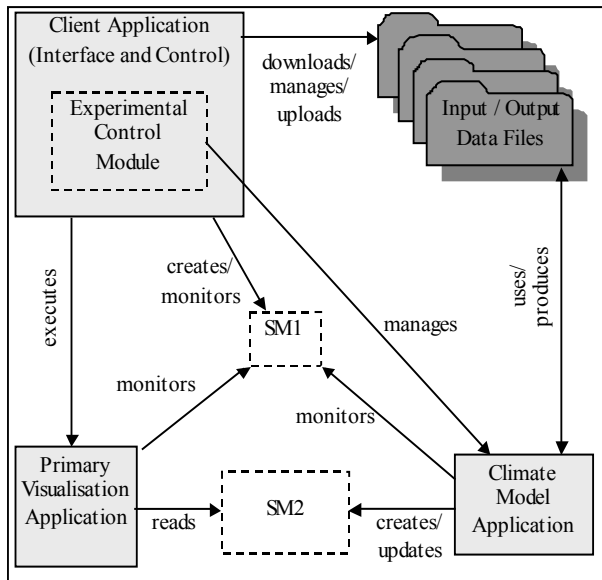 Client Application
(Interface and Control)
Experimental
Control
Module
downloads/
manages/
uploads
Input / Output
Data Files
executes
creates/
monitors
uses/
produces
SM1
manages
monitors
monitors
Primary
Visualisation
Application
reads
SM2
creates/
updates
Climate
Model
Application